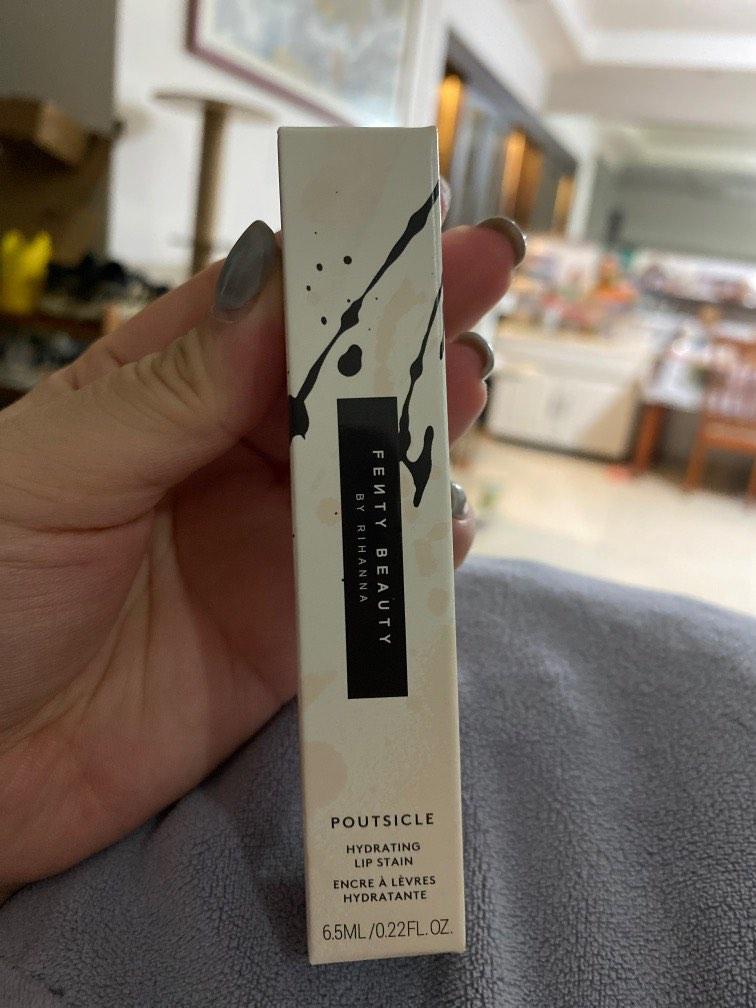 FENTY BEAUTY
BY RIHANNA
POUTSICLE
HYDRATING
LIP STAIN
ENCRE À LÈVRES
HYDRATANTE
6.5ML/0.22FL.OZ.